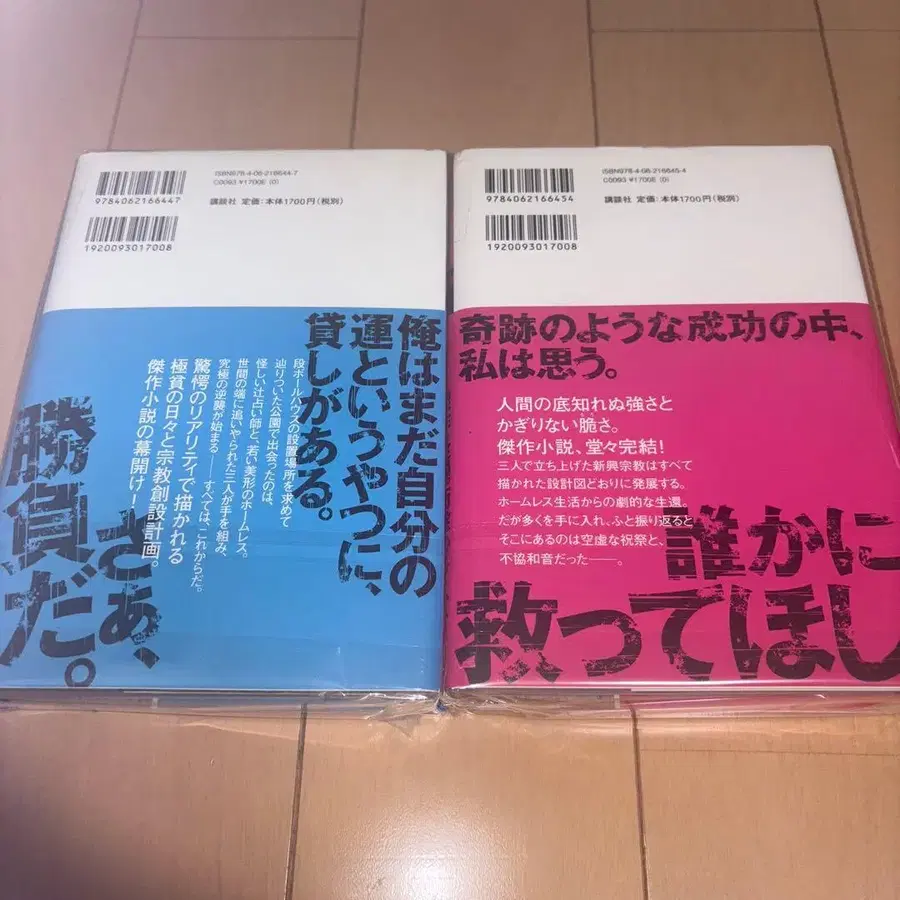 ISBN978-4-06-216644-7
C0093 ¥1700E (0)
9784062166447
講談社 定価:本体1700円(税別)
1920093017008
俺はまだ自分の
運というやつに、
貸しがある。
段ボールハウスの設置場所を求めて
辿りついた公園で出会ったのは、
怪しい辻占い師と、若い美形のホームレス。
世間の端に追いやられた三人が手を組み、
究極の逆襲が始まる――すべては、これからだ。
驚愕のリアリティで描かれる
極貧の日々と宗教創設計画。
傑作小説の幕開け!
さぁ、
勝負だ。
ISBN978-4-06-216645-4
C0093 ¥1700E (0)
9784062166454
講談社 定価:本体1700円(税別)
1920093017008
奇跡のような成功の中、
私は思う。
人間の底知れぬ強さと
かぎりない脆さ。
傑作小説、堂々完結!
三人で立ち上げた新興宗教はすべて
描かれた設計図どおりに発展する。
ホームレス生活からの劇的な生還。
だが多くを手に入れ、ふと振り返ると
そこにあるのは空虚な祝祭と、
不協和音だった――。
誰かに
救ってほし